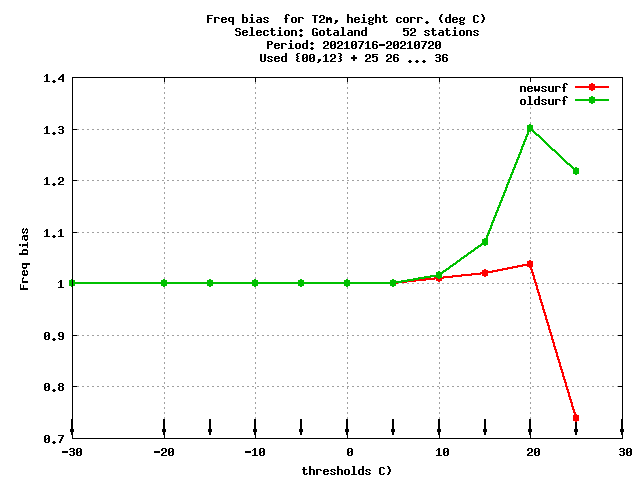 Freq bias  for T2m, height corr. (deg C)
Selection: Gotaland     52 stations
Period: 20210716-20210720
Used {00,12} + 25 26 ... 36
newsurf
oldsurf
1.4
1.3
1.2
1.1
1
0.9
0.8
0.7
Freq bias
-30
-20
-10
0
10
20
30
thresholds C)